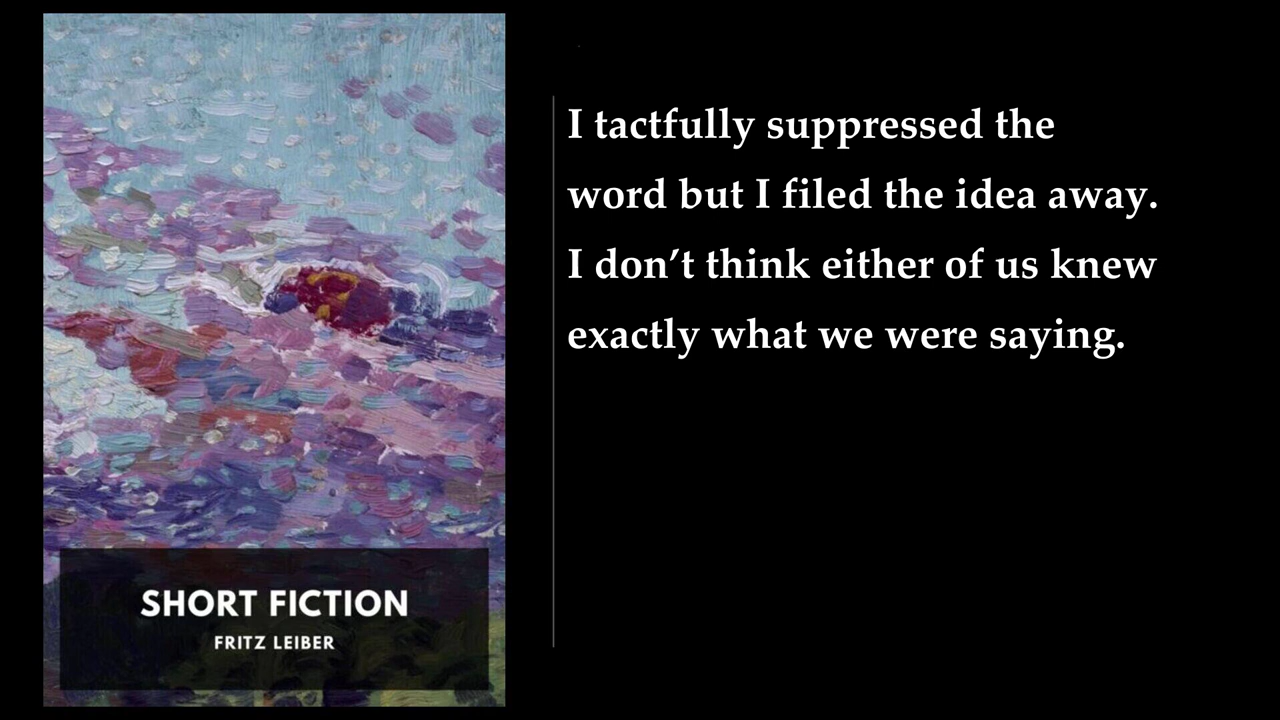 SHORT FICTION
FRITZ LEIBER
I tactfully suppressed the
word but I filed the idea away.
I don’t think either of us knew
exactly what we were saying.